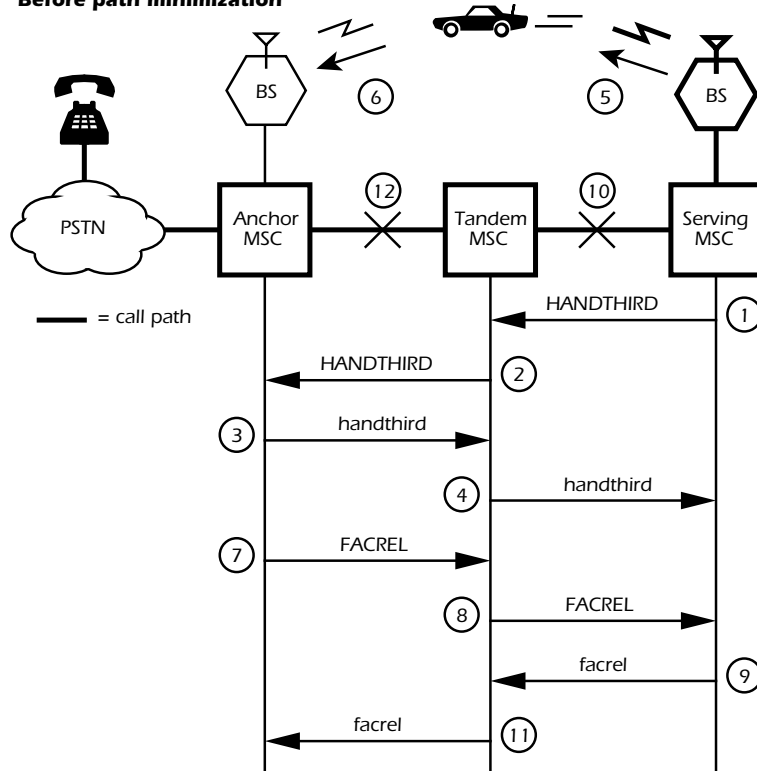 Before path minimization
BS
6
5
BS
12
10
PSTN
Anchor
MSC
Tandem
MSC
Serving
MSC
= call path
HANDTHIRD
1
HANDTHIRD
2
3
handthird
4
handthird
7
FACREL
8
FACREL
facrel
9
facrel
11